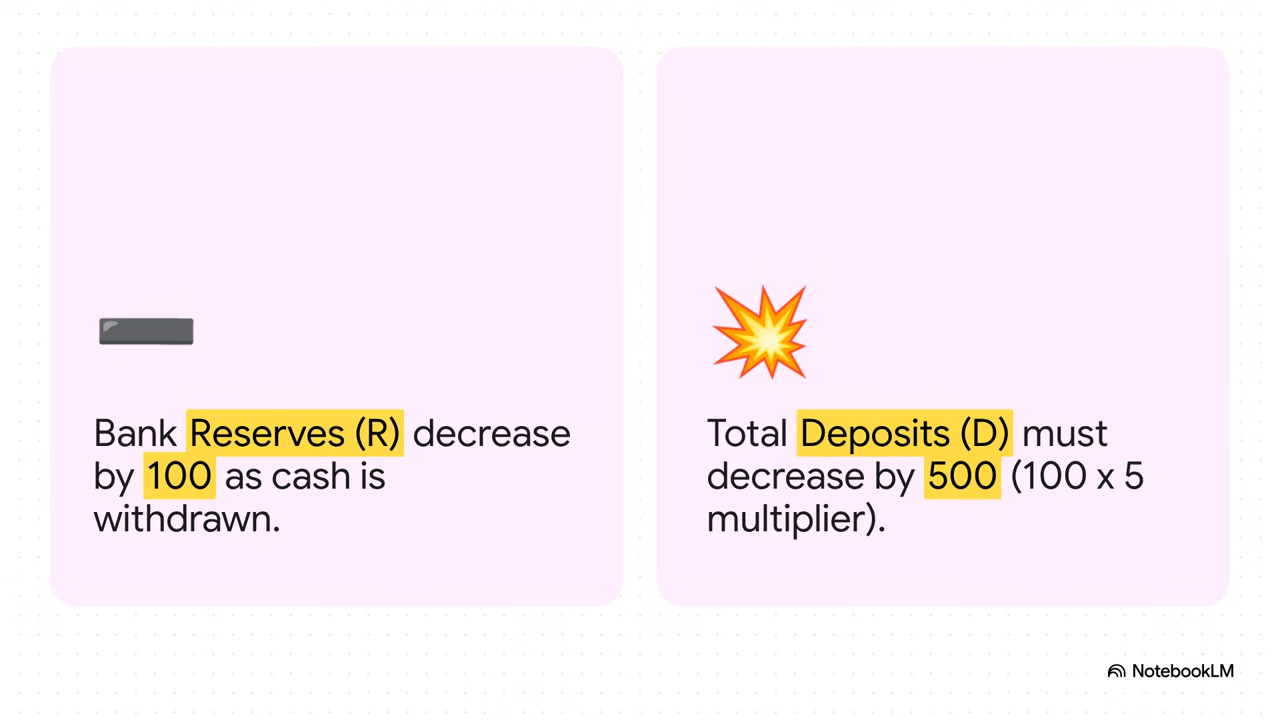 Bank Reserves (R) decrease
by 100 as cash is
withdrawn.
Total Deposits (D) must
decrease by 500 (100 x 5
multiplier).
NotebookLM